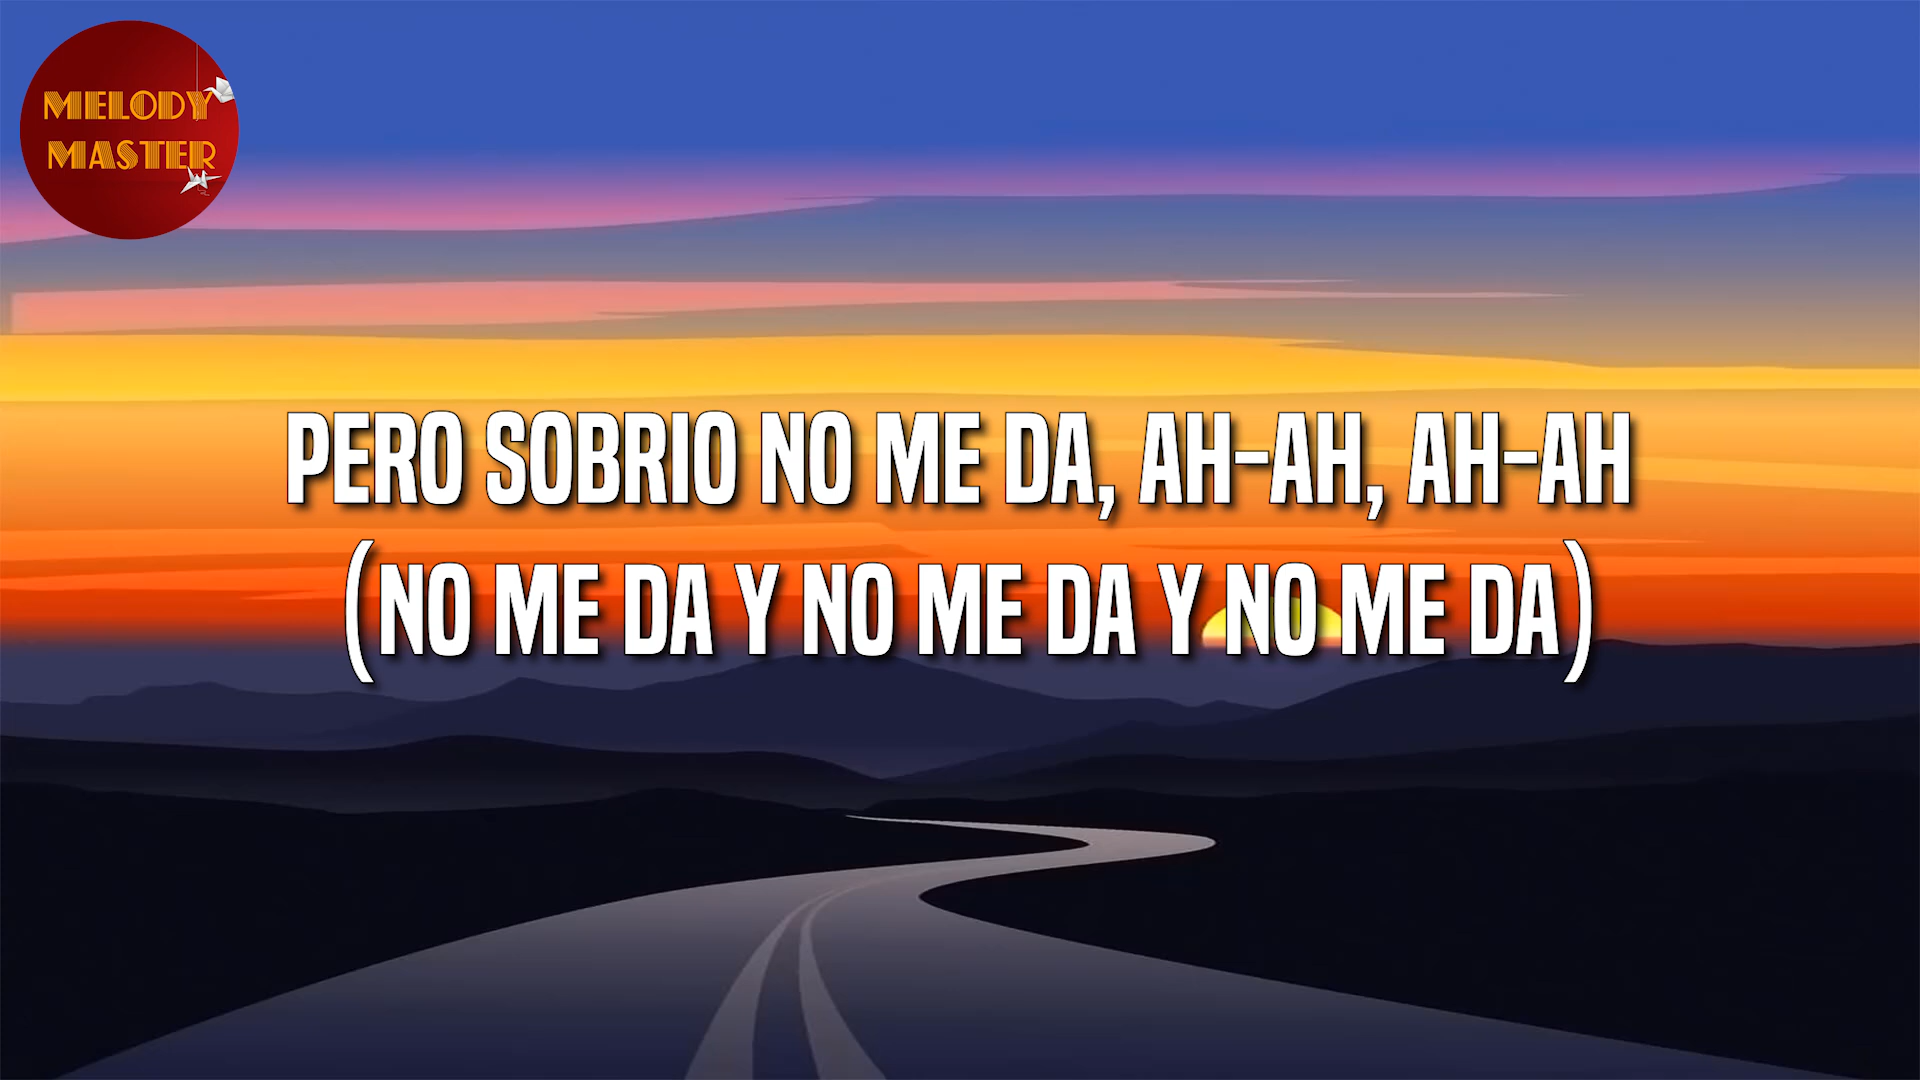 MELODY
MASTER
PERO SOBRIO NO ME DA, AH-AH, AH-AH
(NO ME DA Y NO ME DA Y NO ME DA)